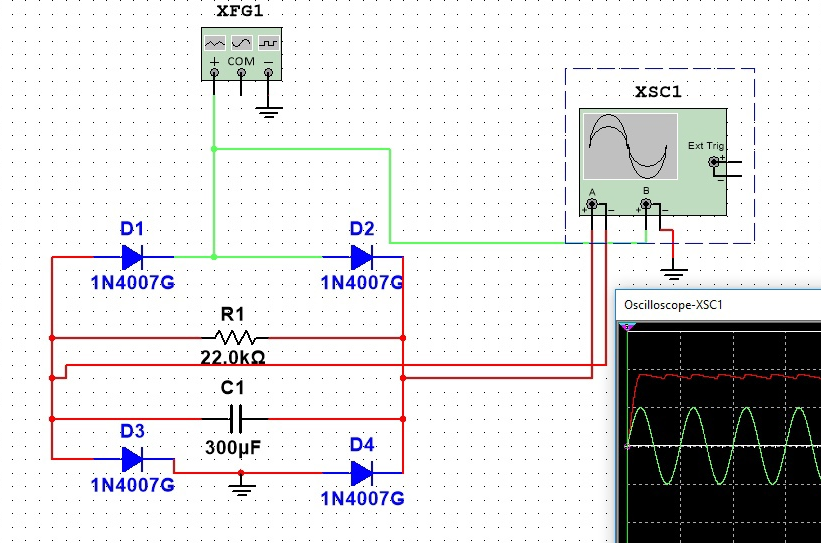 XFG1
+ COM −
XSC1
Ext Trig
+
−
A B
+ − + −
D1
1N4007G
D2
1N4007G
R1
22.0kΩ
C1
300µF
D3
1N4007G
D4
1N4007G
Oscilloscope-XSC1